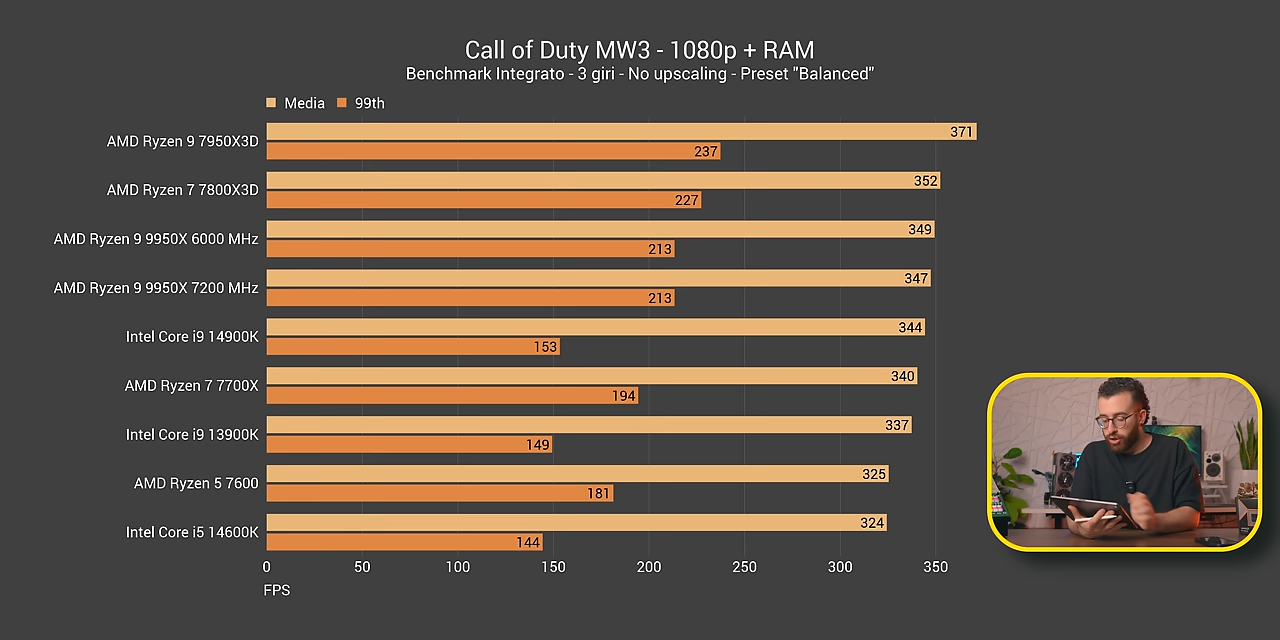 Call of Duty MW3 - 1080p + RAM
Benchmark Integrato - 3 giri - No upscaling - Preset "Balanced"
Media 99th
AMD Ryzen 9 7950X3D 371
237
AMD Ryzen 7 7800X3D 352
227
AMD Ryzen 9 9950X 6000 MHz 349
213
AMD Ryzen 9 9950X 7200 MHz 347
213
Intel Core i9 14900K 344
153
AMD Ryzen 7 7700X 340
194
Intel Core i9 13900K 337
149
AMD Ryzen 5 7600 325
181
Intel Core i5 14600K 324
144
0 50 100 150 200 250 300 350
FPS